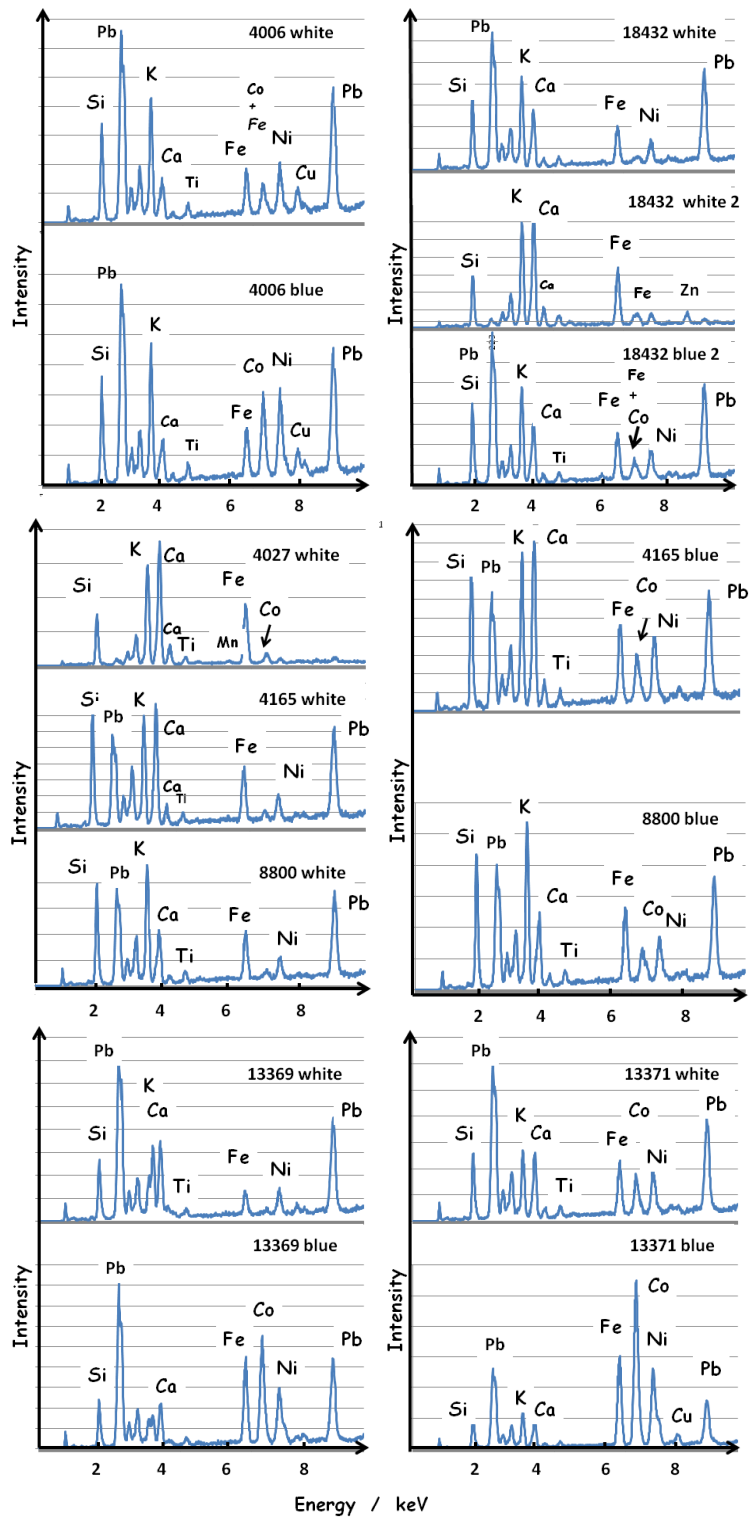 4006 white
Pb
Si
K
Ca
Ti
Fe
Co
+
Fe
Ni
Cu
Pb
Intensity
4006 blue
Pb
Si
K
Ca
Ti
Fe
Co
Ni
Cu
Pb
2 4 6 8
18432 white
Pb
Si
K
Ca
Fe
Ni
Pb
18432 white 2
Si
K
Ca
Ca
Fe
Fe
Zn
Intensity
18432 blue 2
Pb
Si
K
Ca
Ti
Fe
Fe
+
Co
Ni
Pb
2 4 6 8
4027 white
Si
K
Ca
Ca
Ti
Mn
Fe
Co
4165 white
Si
Pb
K
Ca
Ca
Ti
Fe
Ni
Pb
Intensity
8800 white
Si
Pb
K
Ca
Ti
Fe
Ni
Pb
2 4 6 8
4165 blue
Si
Pb
K
Ca
Ti
Fe
Co
Ni
Pb
Intensity
8800 blue
Si
Pb
K
Ca
Ti
Fe
Co
Ni
Pb
2 4 6 8
13369 white
Pb
Si
K
Ca
Ti
Fe
Ni
Pb
Intensity
13369 blue
Pb
Si
Ca
Fe
Co
Ni
Pb
2 4 6 8
13371 white
Pb
Si
K
Ca
Ti
Fe
Co
Ni
Pb
Intensity
13371 blue
Pb
Si
K
Ca
Fe
Co
Ni
Cu
Pb
2 4 6 8
Energy / keV